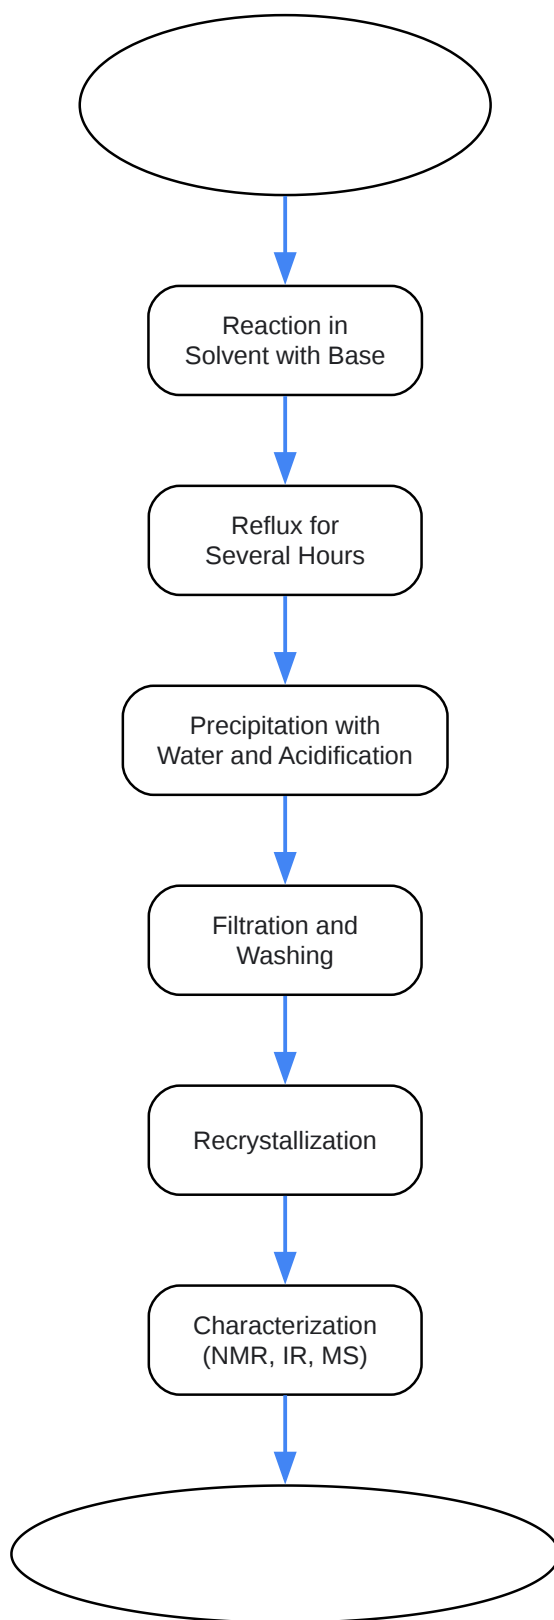 Reaction in
Solvent with Base
Reflux for
Several Hours
Precipitation with
Water and Acidification
Filtration and
Washing
Recrystallization
Characterization
(NMR, IR, MS)